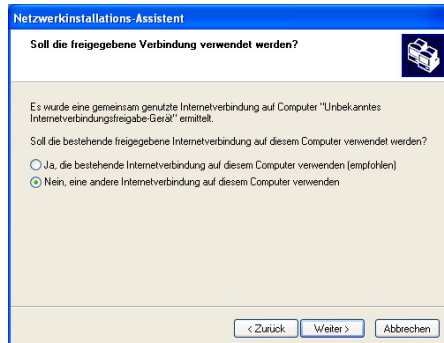 Netzwerkinstallations-Assistent
Soll die freigegebene Verbindung verwendet werden?
Es wurde eine gemeinsam genutzte Internetverbindung auf Computer "Unbekanntes
Internetverbindungsfreigabe-Gerät" ermittelt.
Soll die bestehende freigegebene Internetverbindung auf diesem Computer verwendet werden?
Ja, die bestehende Internetverbindung auf diesem Computer verwenden (empfohlen)
Nein, eine andere Internetverbindung auf diesem Computer verwenden
< Zurück Weiter > Abbrechen